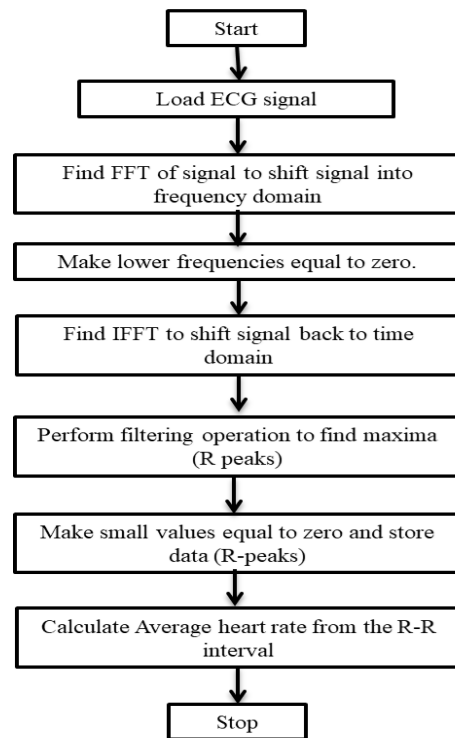 Start
Load ECG signal
Find FFT of signal to shift signal into
frequency domain
Make lower frequencies equal to zero.
Find IFFT to shift signal back to time
domain
Perform filtering operation to find maxima
(R peaks)
Make small values equal to zero and store
data (R-peaks)
Calculate Average heart rate from the R-R
interval
Stop